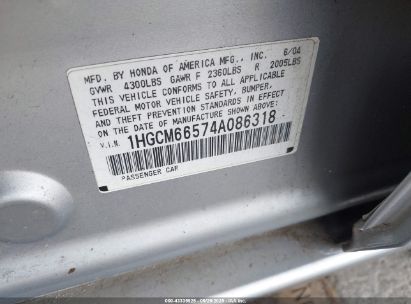 MFD. BY HONDA OF AMERICA MFG., INC. 6/04
GVWR 4300LBS GAWR F 2360LBS R 2005LBS
THIS VEHICLE CONFORMS TO ALL APPLICABLE
FEDERAL MOTOR VEHICLE SAFETY, BUMPER,
AND THEFT PREVENTION STANDARDS IN EFFECT
ON THE DATE OF MANUFACTURE SHOWN ABOVE.
V.I.N. 1HGCM66574A086318
PASSENGER CAR